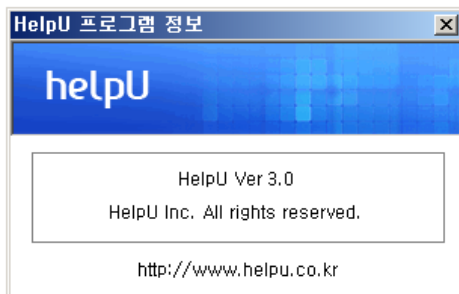 HelpU 프로그램 정보
helpU
HelpU Ver 3.0
HelpU Inc. All rights reserved.
http://www.helpu.co.kr